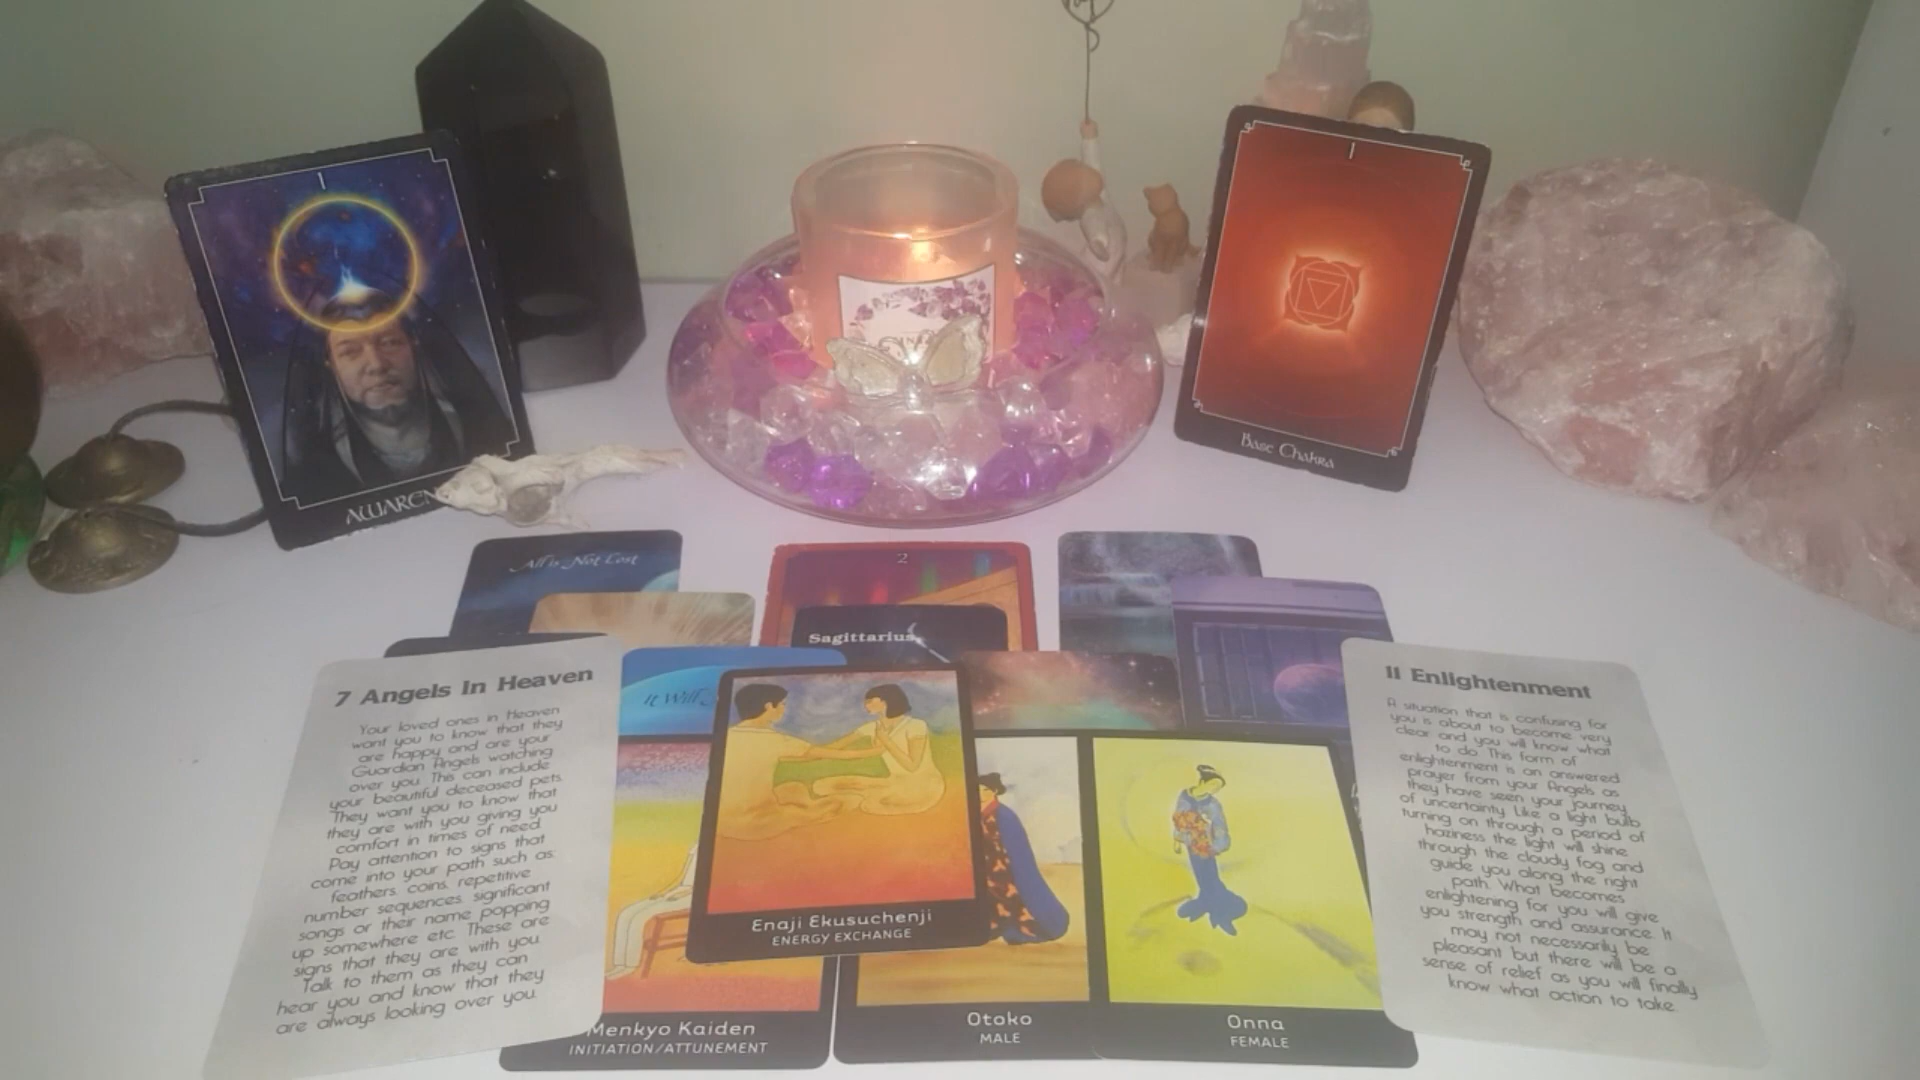 I
AWAREN
I
Base Chakra
All is Not Lost
2
Sagittarius
It Will
7 Angels In Heaven
Your loved ones in Heaven
want you to know that they
are happy and are your
Guardian Angels watching
over you. This can include
your beautiful deceased pets.
They want you to know that
they are with you giving you
comfort in times of need.
Pay attention to signs that
come into your path such as:
feathers, coins, repetitive
number sequences, significant
songs or their name popping
up somewhere etc. These are
signs that they are with you.
Talk to them as they can
hear you and know that they
are always looking over you.
Enaji Ekusuchenji
ENERGY EXCHANGE
Menkyo Kaiden
INITIATION/ATTUNEMENT
Otoko
MALE
Onna
FEMALE
11 Enlightenment
A situation that is confusing for
you is about to become very
clear and you will know what
to do. This form of
enlightenment is an answered
prayer from your Angels as
they have seen your journey
of uncertainty. Like a light bulb
turning on through a period of
haziness the light will shine
through the cloudy fog and
guide you along the right
path. What becomes
enlightening for you will give
you strength and assurance. It
may not necessarily be
pleasant but there will be a
sense of relief as you will finally
know what action to take.